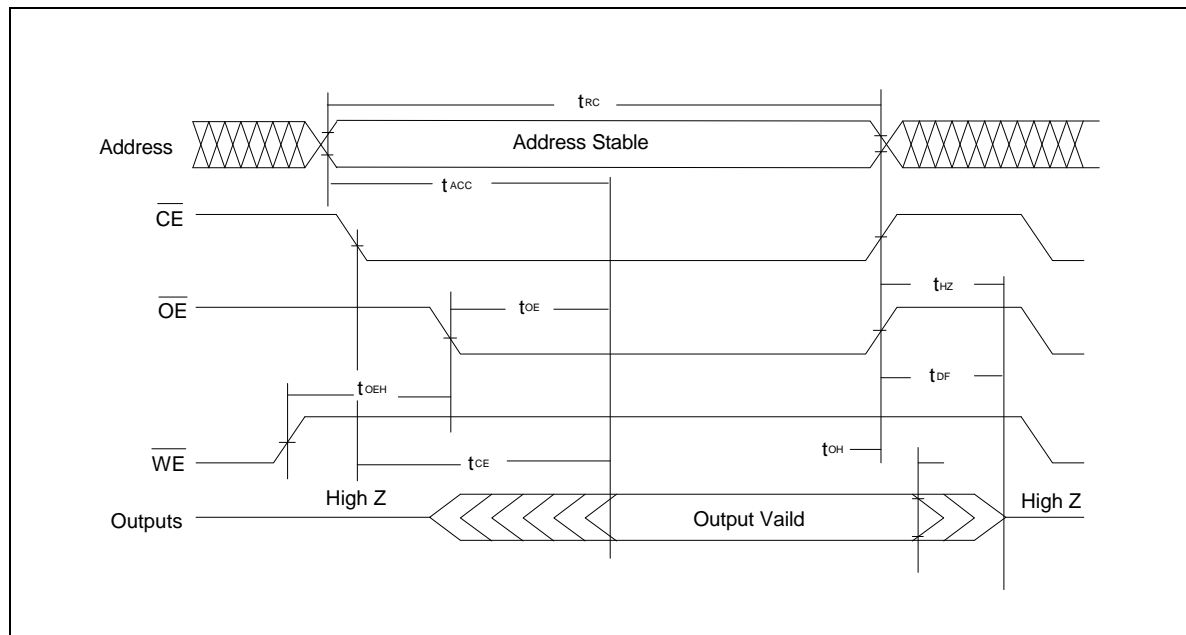 tRC
Address
Address Stable
tACC
CE
tHZ
OE
tOE
tDF
tOEH
tOH
WE
tCE
High Z
High Z
Outputs
Output Vaild